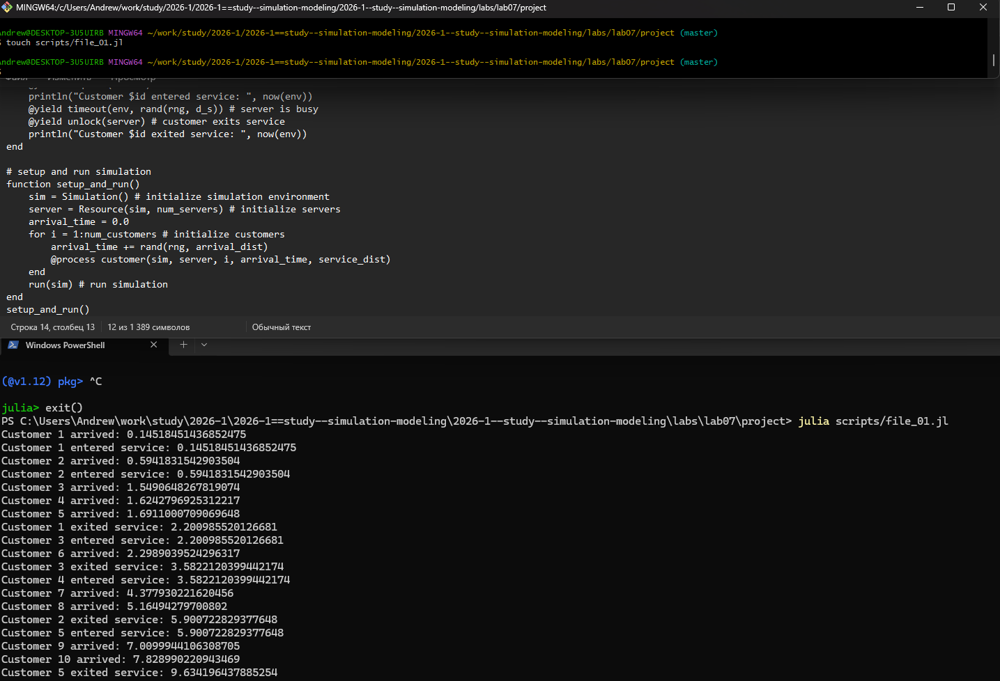 MINGW64:/c/Users/Andrew/work/study/2026-1/2026-1==study--simulation-modeling/2026-1--study--simulation-modeling/labs/lab07/project
Andrew@DESKTOP-3U5UIRB MINGW64 ~/work/study/2026-1/2026-1==study--simulation-modeling/2026-1--study--simulation-modeling/labs/lab07/project (master)
$ touch scripts/file_01.jl
Andrew@DESKTOP-3U5UIRB MINGW64 ~/work/study/2026-1/2026-1==study--simulation-modeling/2026-1--study--simulation-modeling/labs/lab07/project (master)
$
Файл Изменить Просмотр
println("Customer $id entered service: ", now(env))
@yield timeout(env, rand(rng, d_s)) # server is busy
@yield unlock(server) # customer exits service
println("Customer $id exited service: ", now(env))
end
# setup and run simulation
function setup_and_run()
sim = Simulation() # initialize simulation environment
server = Resource(sim, num_servers) # initialize servers
arrival_time = 0.0
for i = 1:num_customers # initialize customers
arrival_time += rand(rng, arrival_dist)
@process customer(sim, server, i, arrival_time, service_dist)
end
run(sim) # run simulation
end
setup_and_run()
Строка 14, столбец 13 12 из 1 389 символов Обычный текст
Windows PowerShell
(@v1.12) pkg> ^C
julia> exit()
PS C:\Users\Andrew\work\study\2026-1\2026-1==study--simulation-modeling\2026-1--study--simulation-modeling\labs\lab07\project> julia scripts/file_01.jl
Customer 1 arrived: 0.14518451436852475
Customer 1 entered service: 0.14518451436852475
Customer 2 arrived: 0.5941831542903504
Customer 2 entered service: 0.5941831542903504
Customer 3 arrived: 1.5490648267819074
Customer 4 arrived: 1.6242796925312217
Customer 5 arrived: 1.6911000709069648
Customer 1 exited service: 2.200985520126681
Customer 3 entered service: 2.200985520126681
Customer 6 arrived: 2.2989039524296317
Customer 3 exited service: 3.5822120399442174
Customer 4 entered service: 3.5822120399442174
Customer 7 arrived: 4.377930221620456
Customer 8 arrived: 5.16494279700802
Customer 2 exited service: 5.900722829377648
Customer 5 entered service: 5.900722829377648
Customer 9 arrived: 7.0099944106308705
Customer 10 arrived: 7.828990220943469
Customer 5 exited service: 9.634196437885254